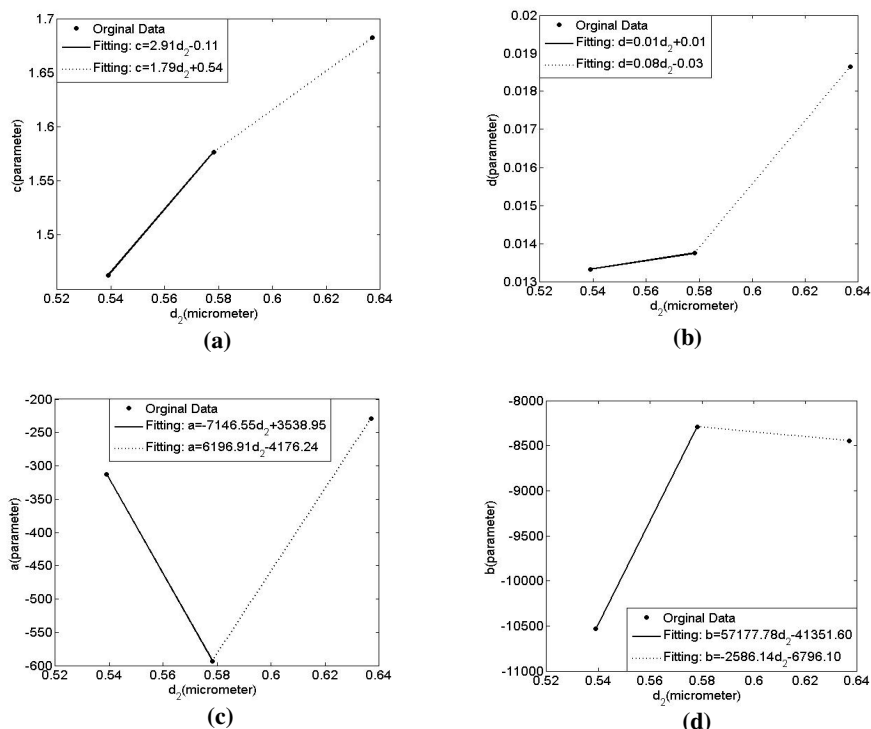 1.7
1.65
1.6
1.55
1.5
c(parameter)
Orginal Data
Fitting: c=2.91d2-0.11
Fitting: c=1.79d2+0.54
0.52 0.54 0.56 0.58 0.6 0.62 0.64
d2(micrometer)
(a)
0.02
0.019
0.018
0.017
0.016
0.015
0.014
0.013
d(parameter)
Orginal Data
Fitting: d=0.01d2+0.01
Fitting: d=0.08d2-0.03
0.52 0.54 0.56 0.58 0.6 0.62 0.64
d2(micrometer)
(b)
-200
-250
-300
-350
-400
-450
-500
-550
-600
a(parameter)
Orginal Data
Fitting: a=-7146.55d2+3538.95
Fitting: a=6196.91d2-4176.24
0.52 0.54 0.56 0.58 0.6 0.62 0.64
d2(micrometer)
(c)
-8000
-8500
-9000
-9500
-10000
-10500
-11000
b(parameter)
Orginal Data
Fitting: b=57177.78d2-41351.60
Fitting: b=-2586.14d2-6796.10
0.52 0.54 0.56 0.58 0.6 0.62 0.64
d2(micrometer)
(d)